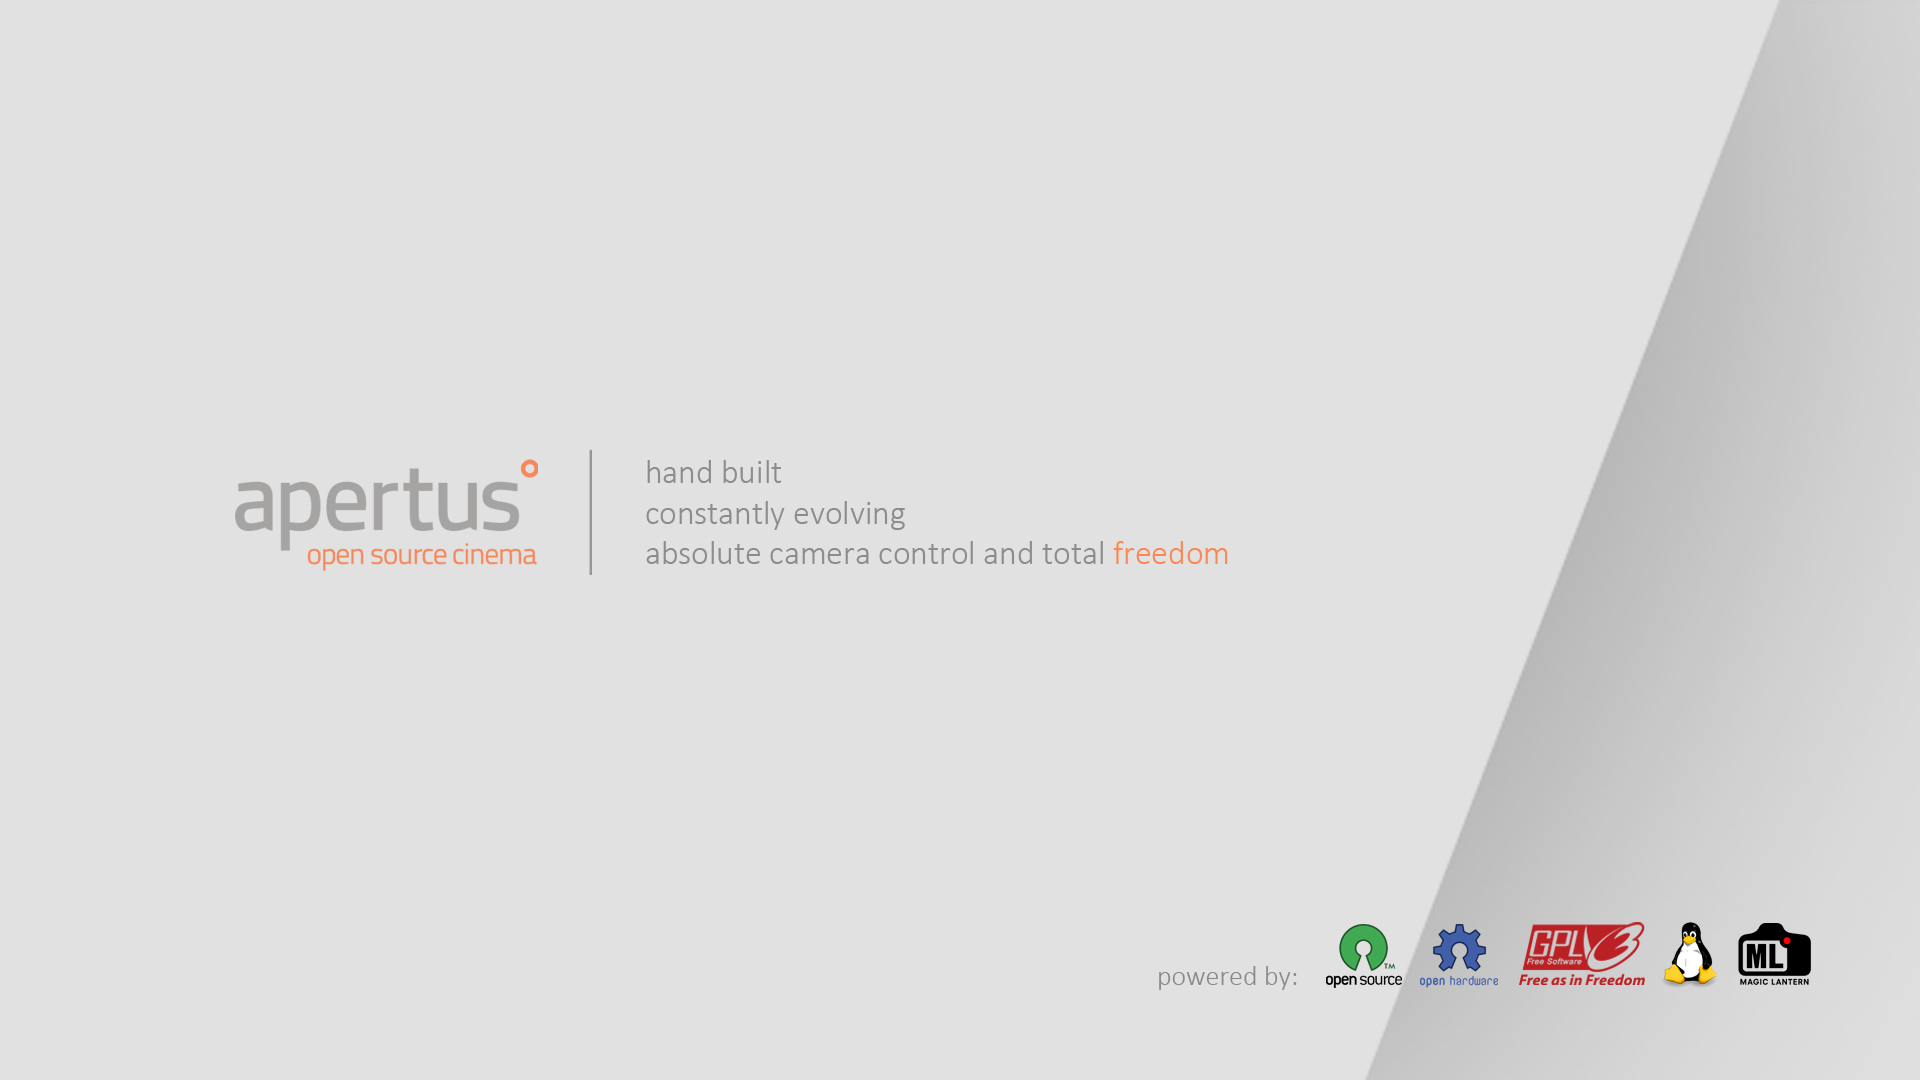 apertus°
open source cinema
hand built
constantly evolving
absolute camera control and total freedom
powered by:
open source™
open hardware
GPLv3
Free Software
Free as in Freedom
ML
MAGIC LANTERN